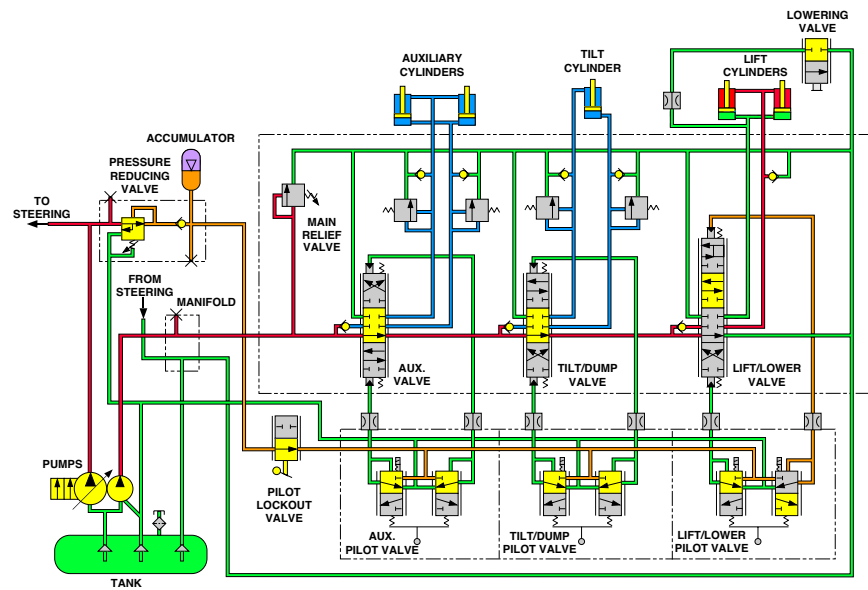 LOWERING
VALVE
AUXILIARY
CYLINDERS
TILT
CYLINDER
LIFT
CYLINDERS
ACCUMULATOR
PRESSURE
REDUCING
VALVE
TO
STEERING
MAIN
RELIEF
VALVE
FROM
STEERING
MANIFOLD
AUX.
VALVE
TILT/DUMP
VALVE
LIFT/LOWER
VALVE
PUMPS
PILOT
LOCKOUT
VALVE
AUX.
PILOT VALVE
TILT/DUMP
PILOT VALVE
LIFT/LOWER
PILOT VALVE
TANK